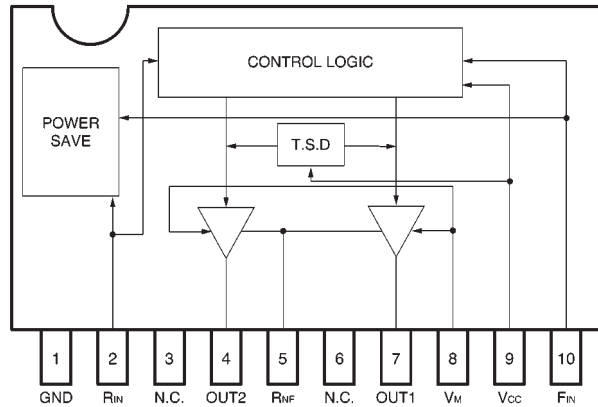 CONTROL LOGIC
POWER
SAVE
T.S.D
1 2 3 4 5 6 7 8 9 10
GND RIN N.C. OUT2 RNF N.C. OUT1 VM VCC FIN